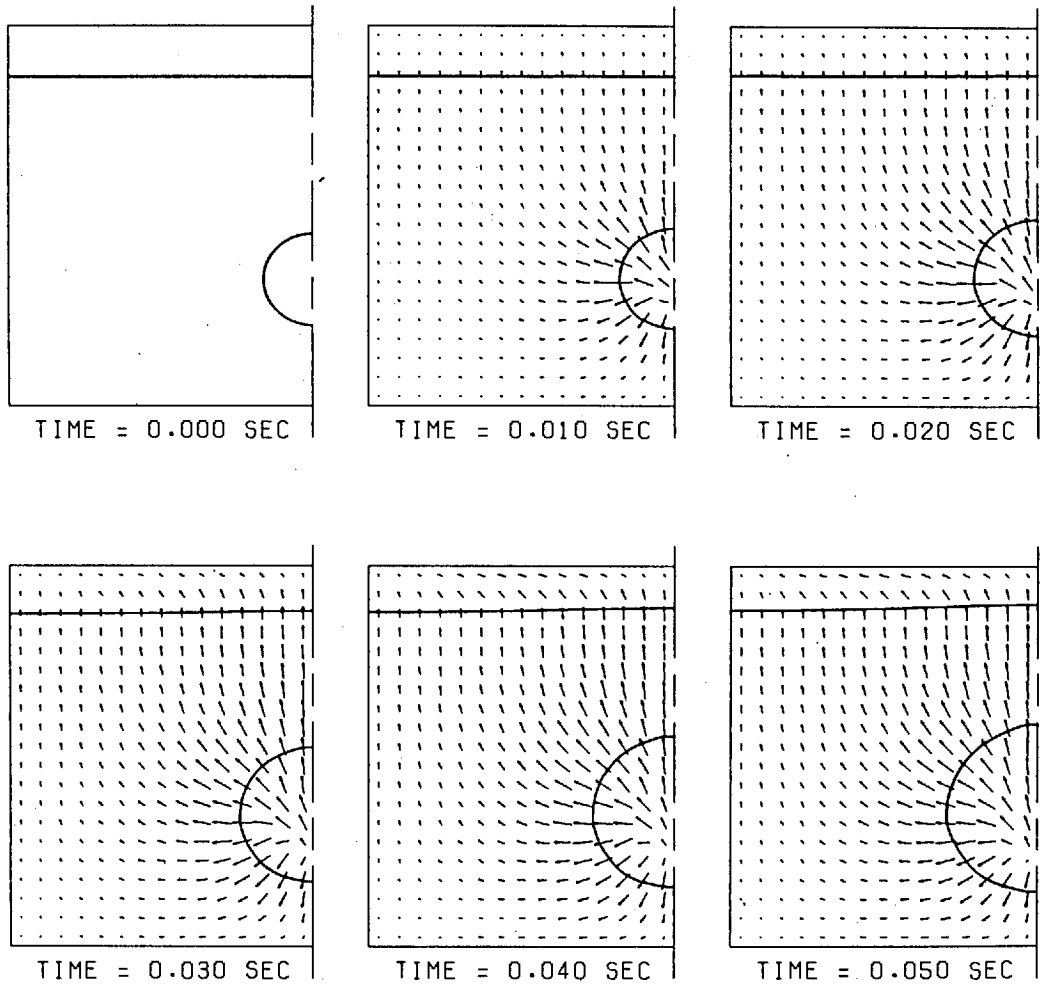 TIME = 0.000 SEC
TIME = 0.010 SEC
TIME = 0.020 SEC
TIME = 0.030 SEC
TIME = 0.040 SEC
TIME = 0.050 SEC